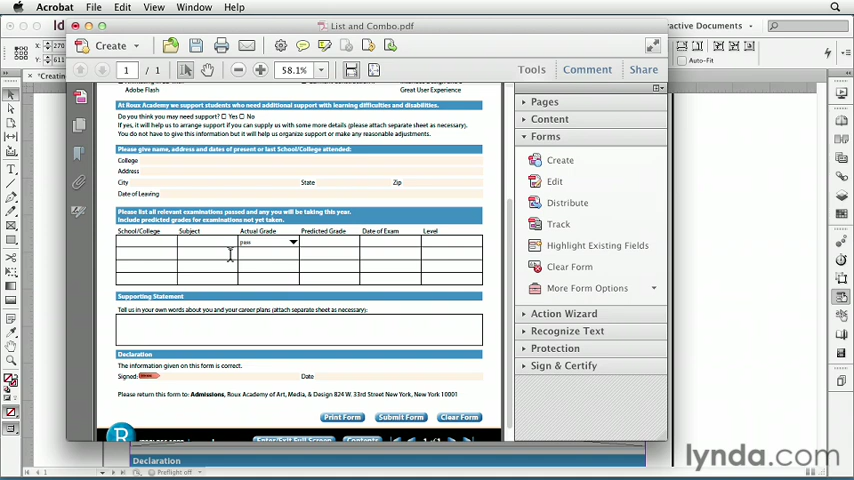 Acrobat File Edit View Window Help
List and Combo.pdf
Create
1 / 1
58.1%
Tools Comment Share
Auto-Fit
Adobe Flash
Great User Experience
At Roux Academy we support students who need additional support with learning difficulties and disabilities.
Do you think you may need support? Yes No
If yes, it will help us to arrange support if you can supply us with some more details (please attach separate sheet as necessary).
You do not have to give this information but it will help us organize support or make any reasonable adjustments.
Please give name, address and dates of present or last School/College attended:
College
Address
City State Zip
Date of Leaving
Please list all relevant examinations passed and any you will be taking this year.
Include predicted grades for examinations not yet taken.
School/College Subject Actual Grade Predicted Grade Date of Exam Level
pass
Supporting Statement
Tell us in your own words about you and your career plans (attach separate sheet as necessary):
Declaration
The information given on this form is correct.
Signed: Date
Please return this form to: Admissions, Roux Academy of Art, Media, & Design 824 W. 33rd Street New York, New York 10001
Print Form Submit Form Clear Form
Enter/Exit Full Screen Contents
Pages
Content
Forms
Create
Edit
Distribute
Track
Highlight Existing Fields
Clear Form
More Form Options
Action Wizard
Recognize Text
Protection
Sign & Certify
Declaration
Preflight off
lynda.com